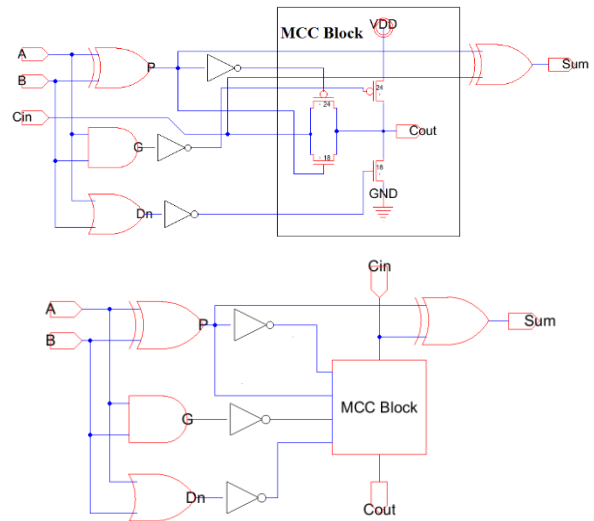 MCC Block
VDD
A
P
Sum
B
24
24
Cin
Cout
G
18
18
GND
Dn
Cin
A
P
Sum
B
MCC Block
G
Dn
Cout